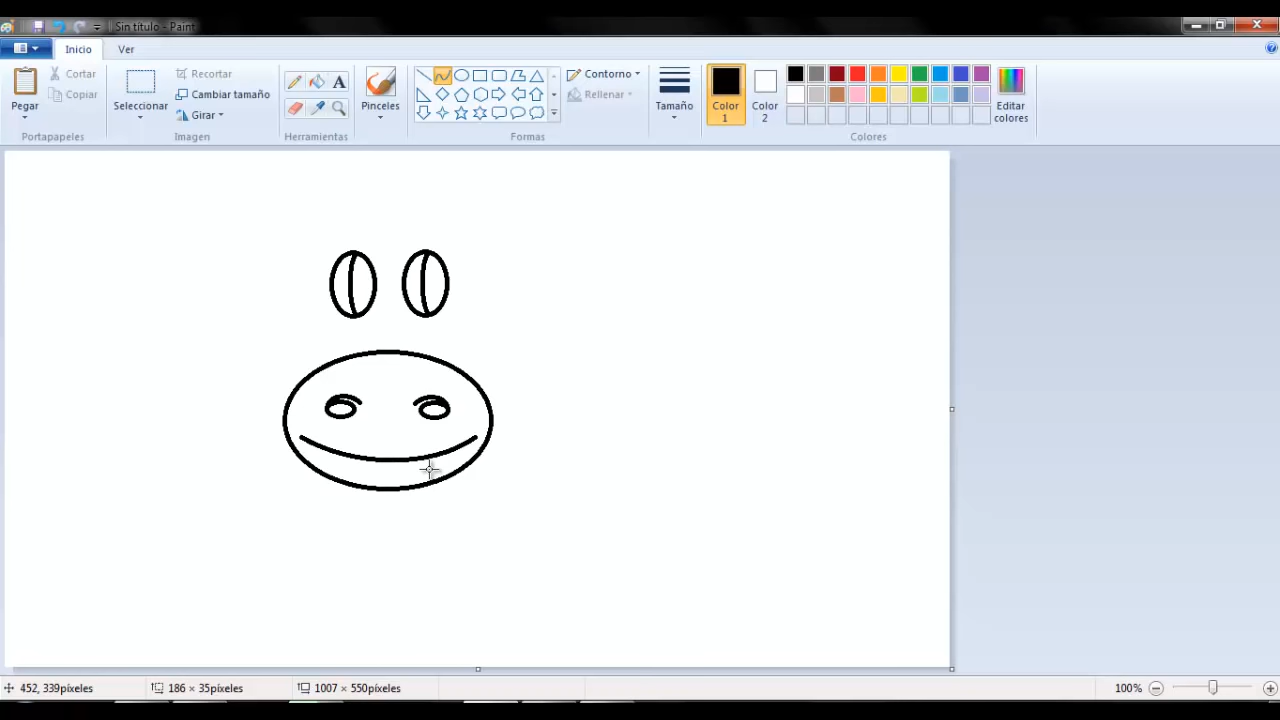 Sin título - Paint
Inicio Ver
Pegar
Cortar
Copiar
Portapapeles
Seleccionar
Recortar
Cambiar tamaño
Girar
Imagen
A
Herramientas
Pinceles
Contorno
Rellenar
Formas
Tamaño
Color 1
Color 2
Editar colores
Colores
452, 339píxeles 186 × 35píxeles 1007 × 550píxeles 100%